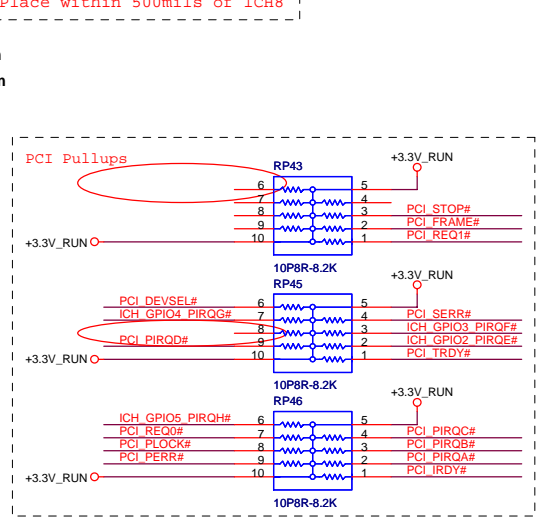 Place within 500mils of ICH8
PCI Pullups
RP43
+3.3V_RUN
6 5
7 4
8 3 PCI_STOP#
9 2 PCI_FRAME#
+3.3V_RUN 10 1 PCI_REQ1#
10P8R-8.2K
RP45
+3.3V_RUN
PCI_DEVSEL# 6 5
ICH_GPIO4_PIRQG# 7 4 PCI_SERR#
8 3 ICH_GPIO3_PIRQF#
PCI_PIRQD# 9 2 ICH_GPIO2_PIRQE#
+3.3V_RUN 10 1 PCI_TRDY#
10P8R-8.2K
RP46
+3.3V_RUN
ICH_GPIO5_PIRQH# 6 5
PCI_REQ0# 7 4 PCI_PIRQC#
PCI_PLOCK# 8 3 PCI_PIRQB#
PCI_PERR# 9 2 PCI_PIRQA#
+3.3V_RUN 10 1 PCI_IRDY#
10P8R-8.2K